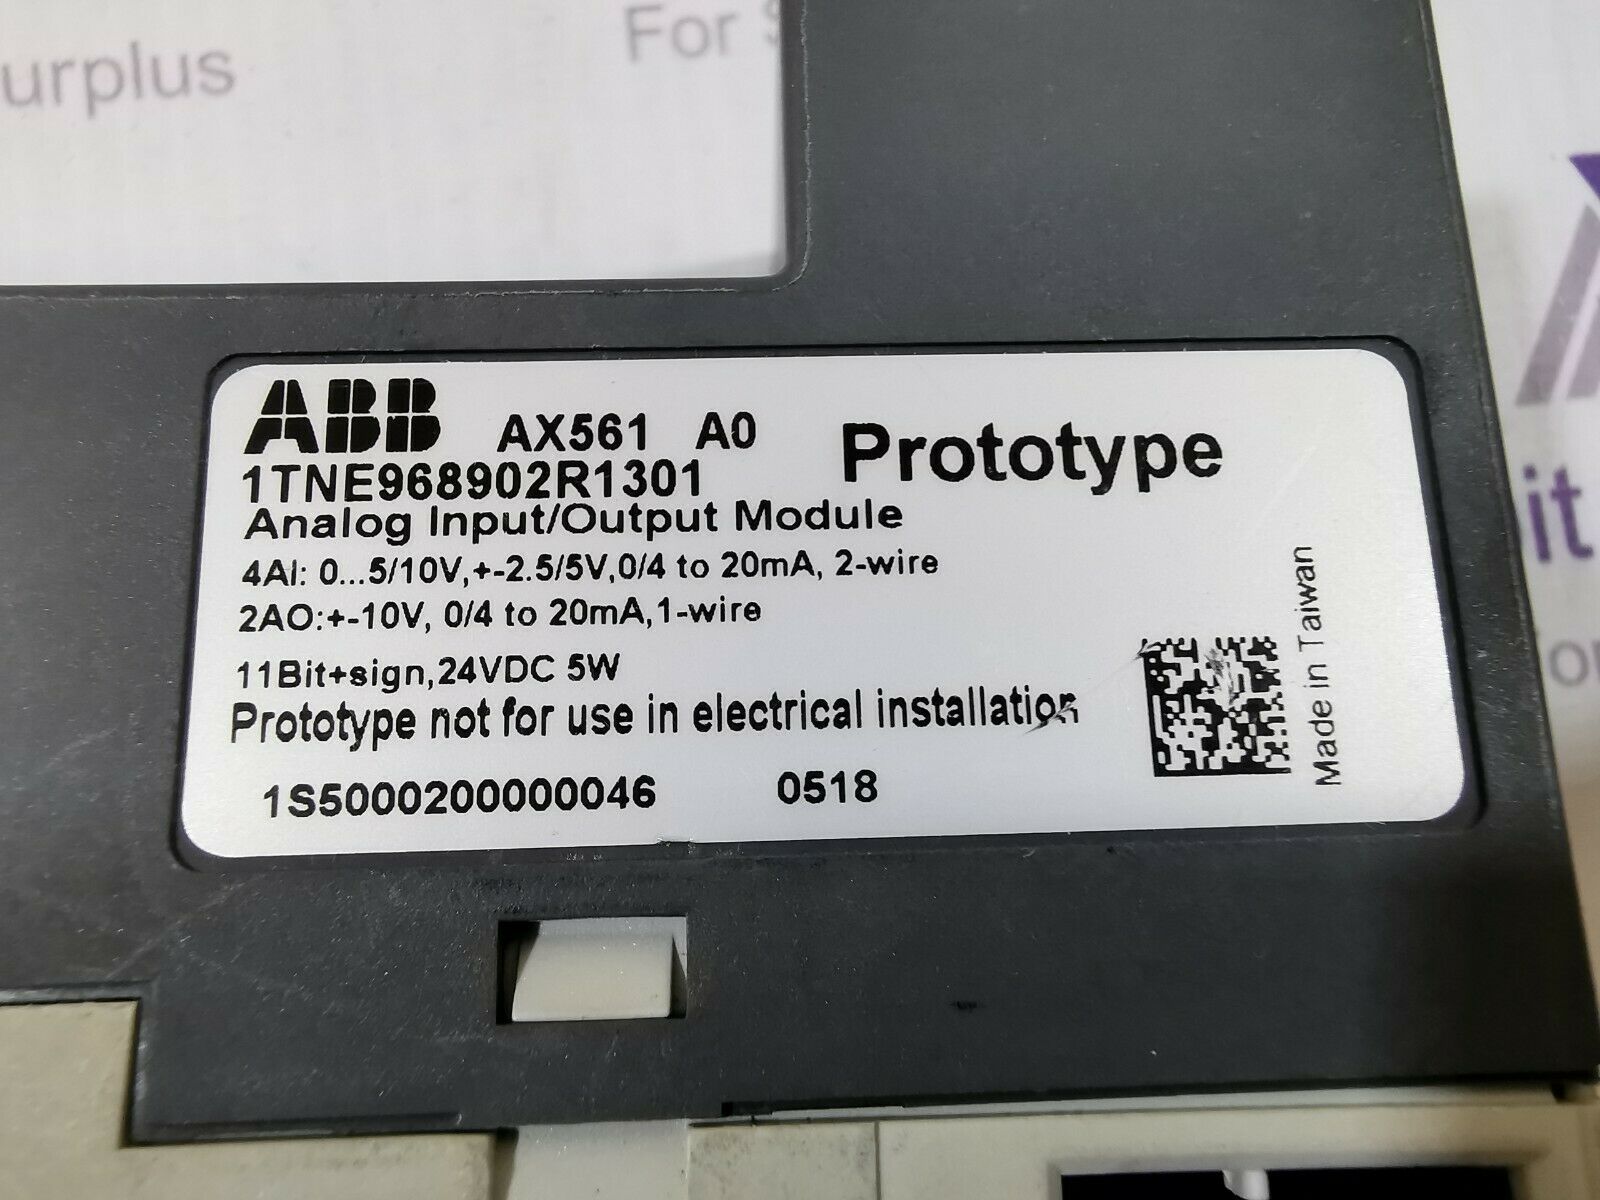 urplus
For
ABB AX561 A0
Prototype
1TNE968902R1301
Analog Input/Output Module
4AI: 0...5/10V,+-2.5/5V,0/4 to 20mA, 2-wire
2AO:+-10V, 0/4 to 20mA,1-wire
11Bit+sign,24VDC 5W
Prototype not for use in electrical installation
1S5000200000046 0518
Made in Taiwan
it